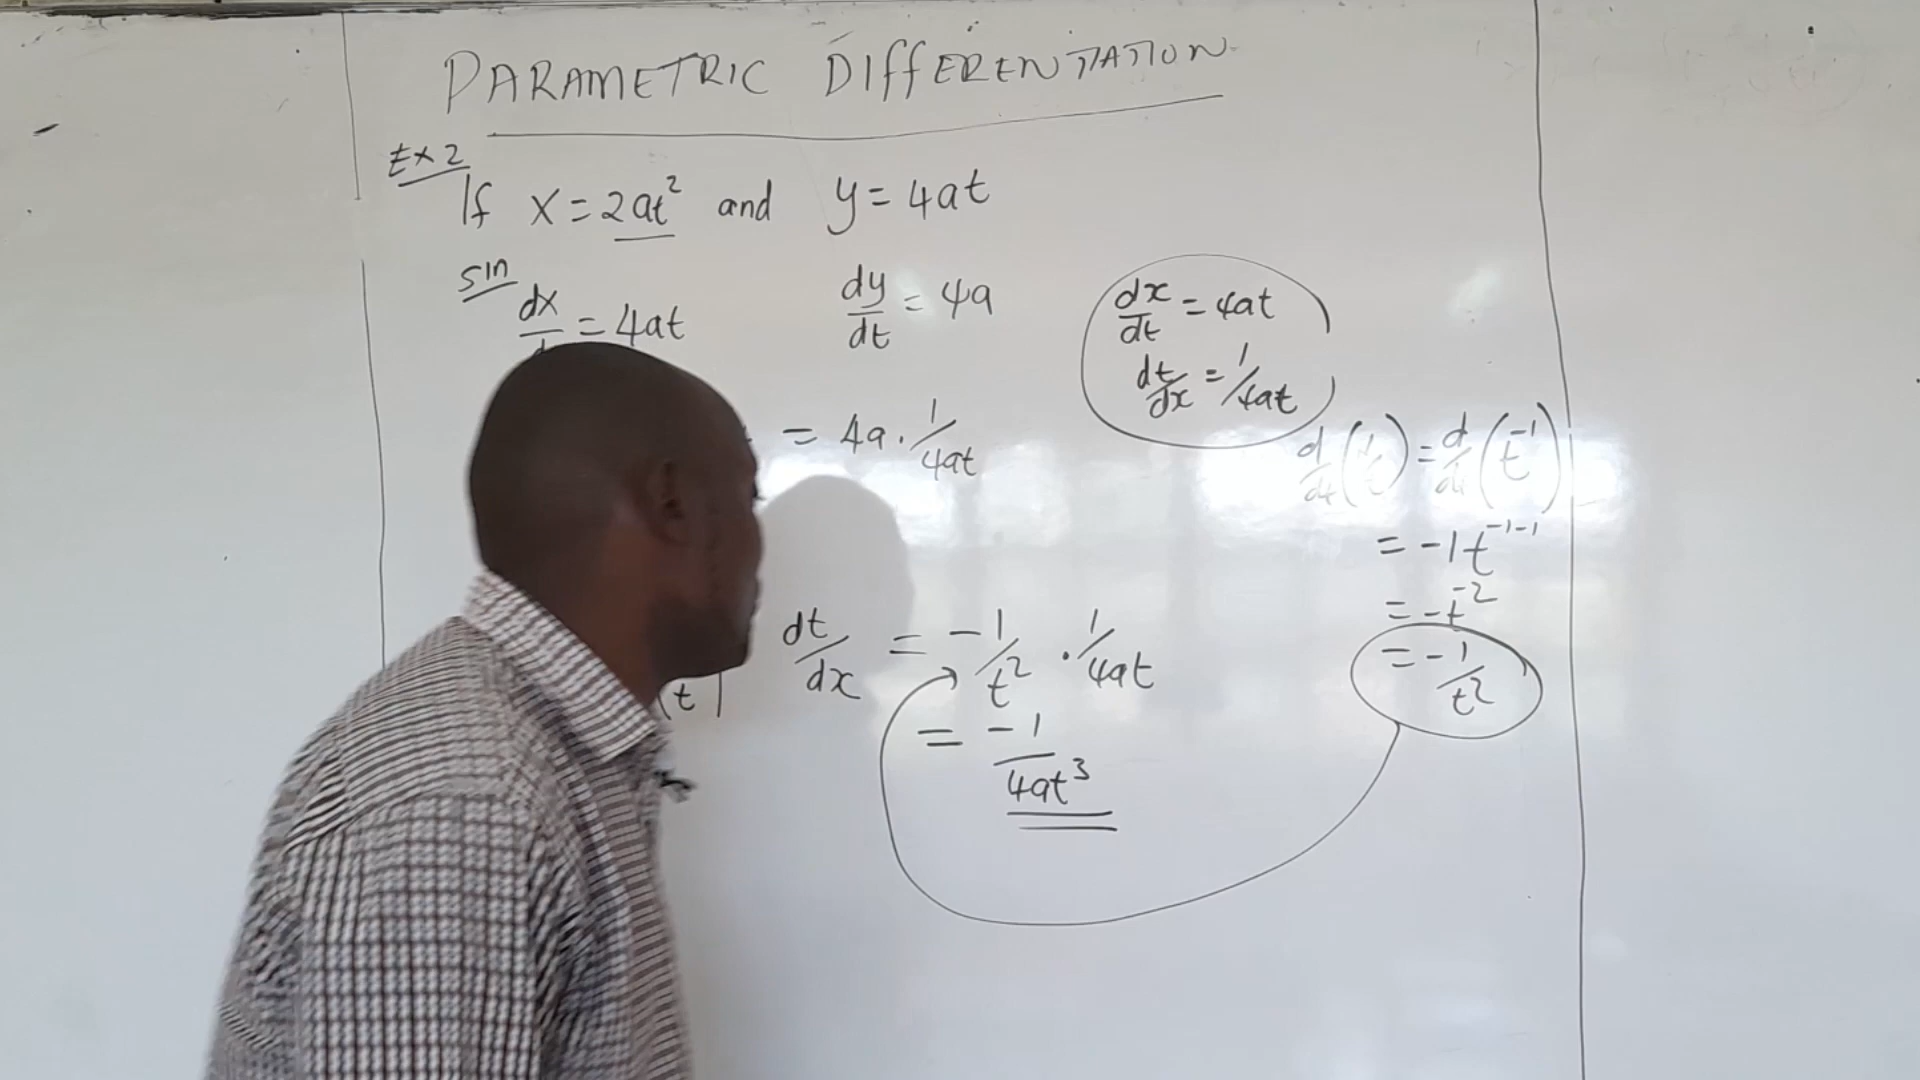 PARAMETRIC DIFFERENTIATION
Ex 2
If x = 2at² and y = 4at
Sln
dx/ = 4at
dy/dt = 4a
dx/dt = 4at
dt/dx = 1/4at
= 4a . 1/4at
d/dt (1/t) = d/dt (t⁻¹)
= -1t⁻¹⁻¹
= -t⁻²
= -1/t²
(t) dt/dx = -1/t² . 1/4at
= -1/4at³